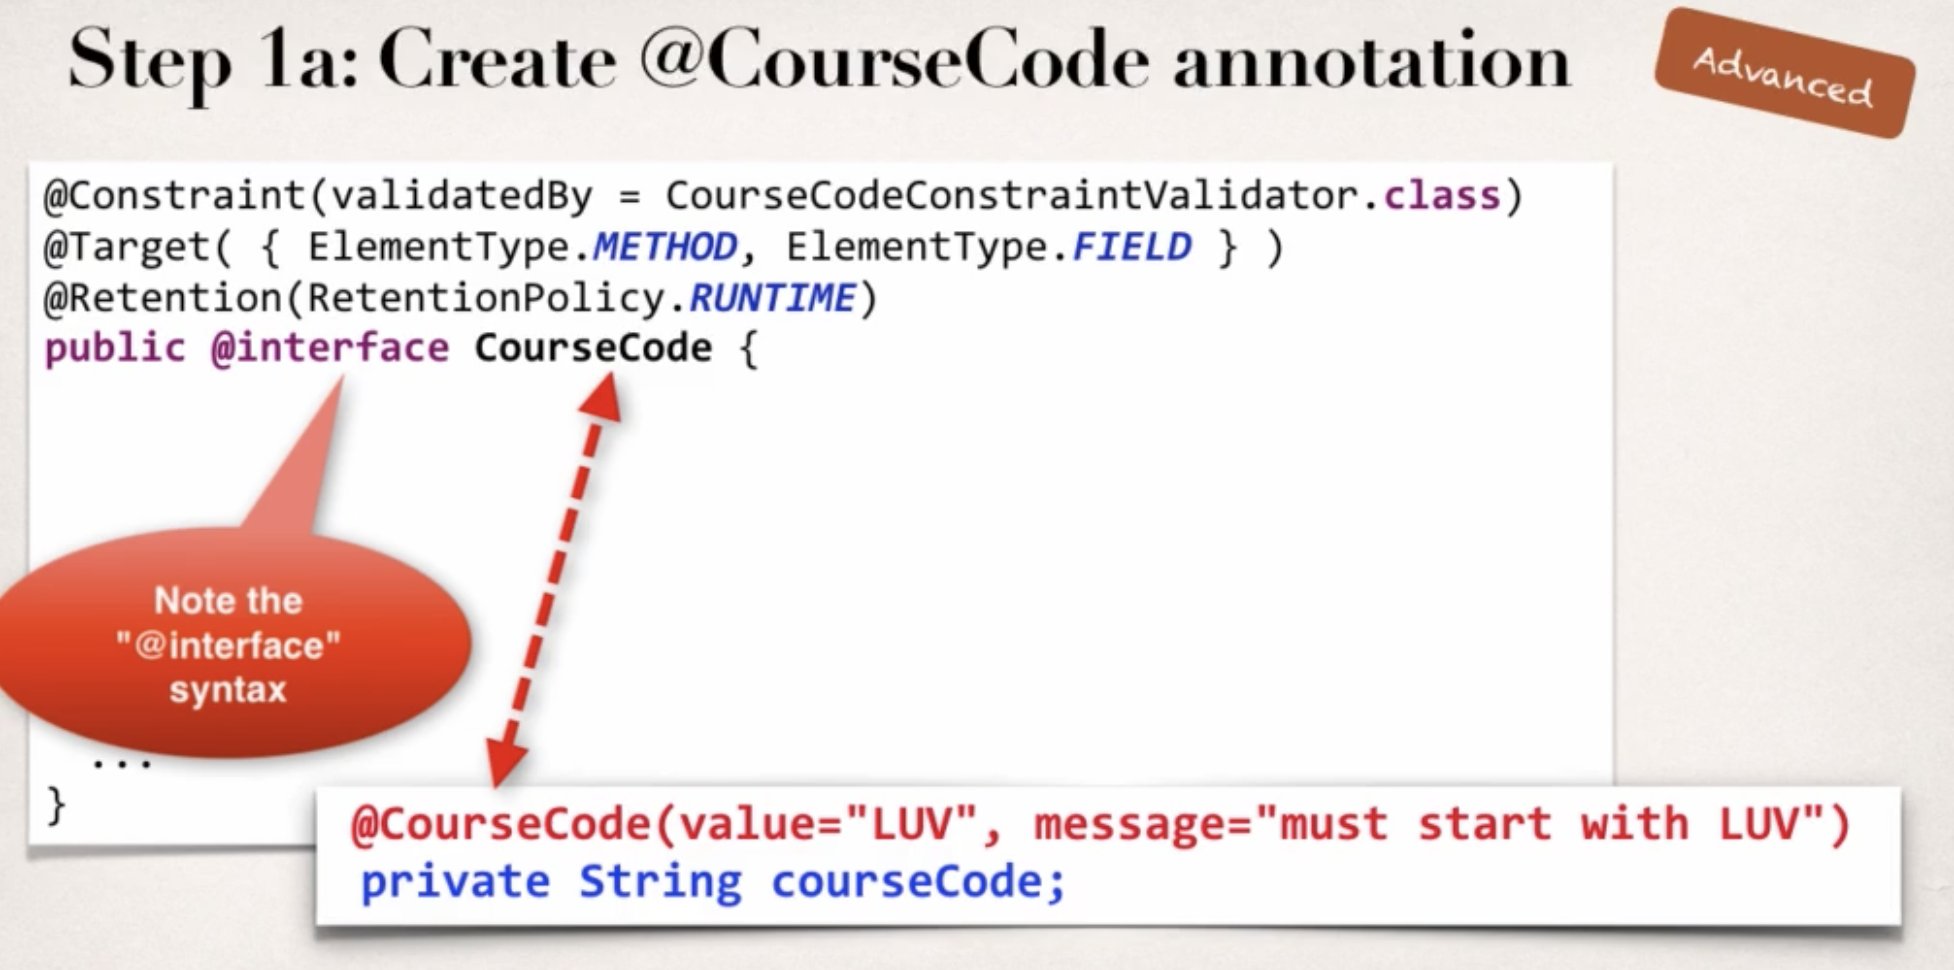 Step 1a: Create @CourseCode annotation
Advanced
@Constraint(validatedBy = CourseCodeConstraintValidator.class)
@Target( { ElementType.METHOD, ElementType.FIELD } )
@Retention(RetentionPolicy.RUNTIME)
public @interface CourseCode {
Note the
"@interface"
syntax
...
}
@CourseCode(value="LUV", message="must start with LUV")
private String courseCode;